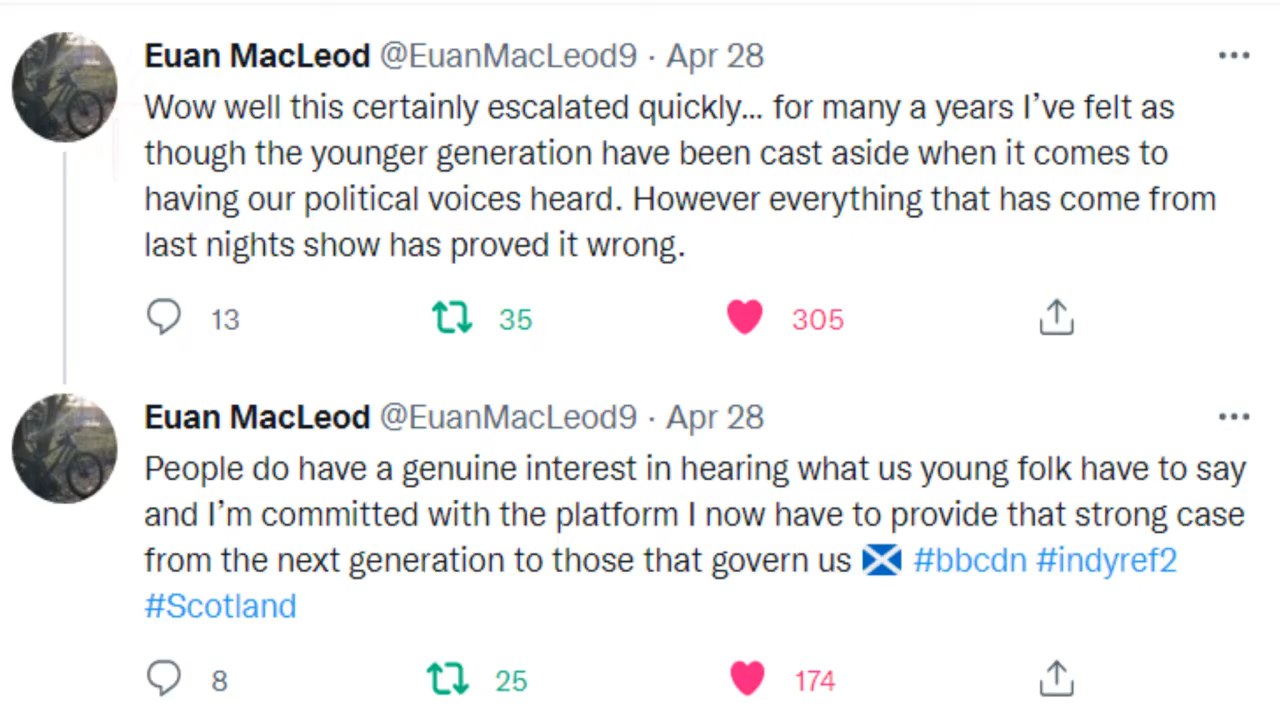 Euan MacLeod @EuanMacLeod9 · Apr 28
Wow well this certainly escalated quickly... for many a years I’ve felt as
though the younger generation have been cast aside when it comes to
having our political voices heard. However everything that has come from
last nights show has proved it wrong.
13 35 305
Euan MacLeod @EuanMacLeod9 · Apr 28
People do have a genuine interest in hearing what us young folk have to say
and I’m committed with the platform I now have to provide that strong case
from the next generation to those that govern us 🏴󠁧󠁢󠁳󠁣󠁴󠁿 #bbcdn #indyref2
#Scotland
8 25 174